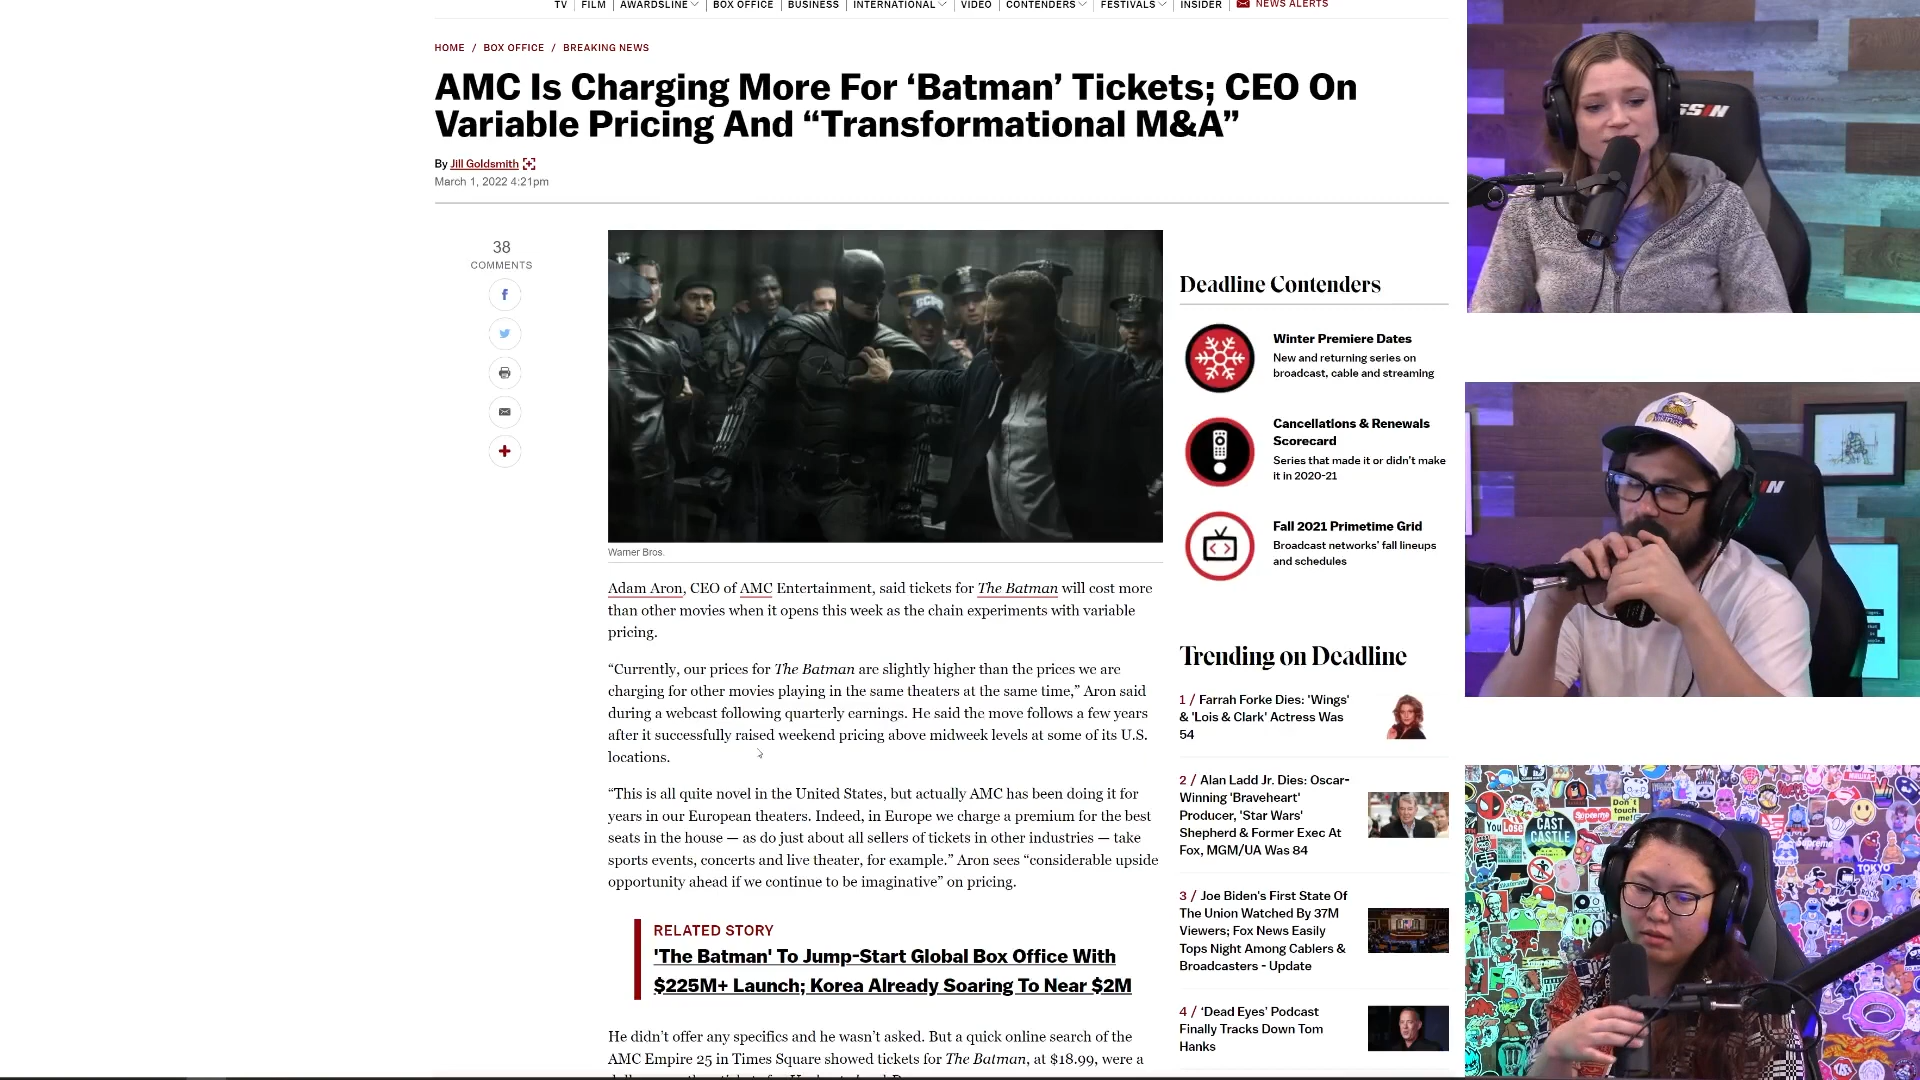 TV | FILM | AWARDSLINE | BOX OFFICE | BUSINESS | INTERNATIONAL | VIDEO | CONTENDERS | FESTIVALS | INSIDER | NEWS ALERTS
HOME / BOX OFFICE / BREAKING NEWS
AMC Is Charging More For ‘Batman’ Tickets; CEO On
Variable Pricing And “Transformational M&A”
By Jill Goldsmith
March 1, 2022 4:21pm
38
COMMENTS
Warner Bros.
Adam Aron, CEO of AMC Entertainment, said tickets for The Batman will cost more
than other movies when it opens this week as the chain experiments with variable
pricing.
“Currently, our prices for The Batman are slightly higher than the prices we are
charging for other movies playing in the same theaters at the same time,” Aron said
during a webcast following quarterly earnings. He said the move follows a few years
after it successfully raised weekend pricing above midweek levels at some of its U.S.
locations.
“This is all quite novel in the United States, but actually AMC has been doing it for
years in our European theaters. Indeed, in Europe we charge a premium for the best
seats in the house — as do just about all sellers of tickets in other industries — take
sports events, concerts and live theater, for example.” Aron sees “considerable upside
opportunity ahead if we continue to be imaginative” on pricing.
RELATED STORY
'The Batman' To Jump-Start Global Box Office With
$225M+ Launch; Korea Already Soaring To Near $2M
He didn’t offer any specifics and he wasn’t asked. But a quick online search of the
AMC Empire 25 in Times Square showed tickets for The Batman, at $18.99, were a
Deadline Contenders
Winter Premiere Dates
New and returning series on
broadcast, cable and streaming
Cancellations & Renewals
Scorecard
Series that made it or didn’t make
it in 2020-21
Fall 2021 Primetime Grid
Broadcast networks’ fall lineups
and schedules
Trending on Deadline
1 / Farrah Forke Dies: 'Wings'
& 'Lois & Clark' Actress Was
54
2 / Alan Ladd Jr. Dies: Oscar-
Winning 'Braveheart'
Producer, 'Star Wars'
Shepherd & Former Exec At
Fox, MGM/UA Was 84
3 / Joe Biden's First State Of
The Union Watched By 37M
Viewers; Fox News Easily
Tops Night Among Cablers &
Broadcasters - Update
4 / ‘Dead Eyes’ Podcast
Finally Tracks Down Tom
Hanks
Don't
touch
me!
You Lose
CAST
CASTLE
Supreme
Supreme
TOKYO